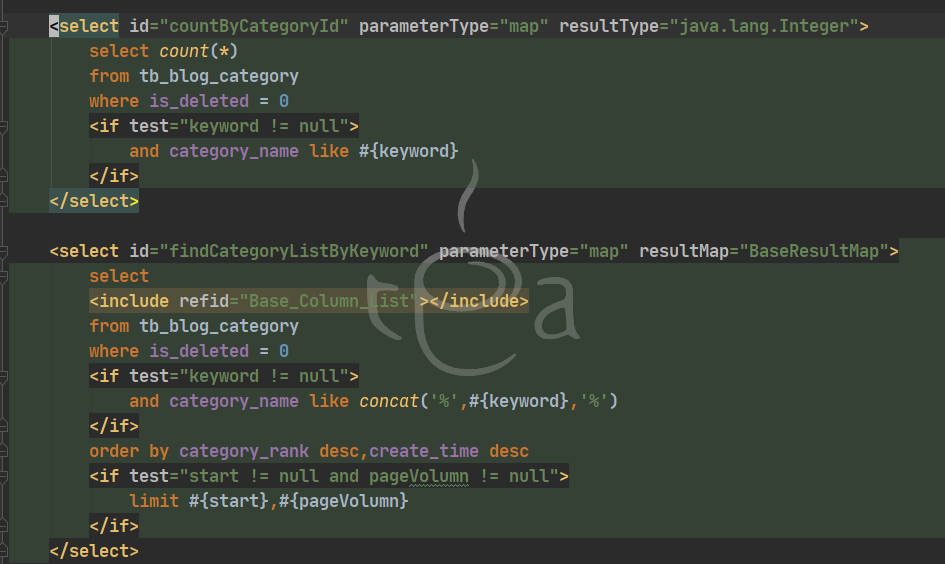 <select id="countByCategoryId" parameterType="map" resultType="java.lang.Integer">
    select count(*)
    from tb_blog_category
    where is_deleted = 0
    <if test="keyword != null">
        and category_name like #{keyword}
    </if>
</select>
<select id="findCategoryListByKeyword" parameterType="map" resultMap="BaseResultMap">
    select
    <include refid="Base_Column_List"></include>
    from tb_blog_category
    where is_deleted = 0
    <if test="keyword != null">
        and category_name like concat('%',#{keyword},'%')
    </if>
    order by category_rank desc,create_time desc
    <if test="start != null and pageVolumn != null">
        limit #{start},#{pageVolumn}
    </if>
</select>
tea